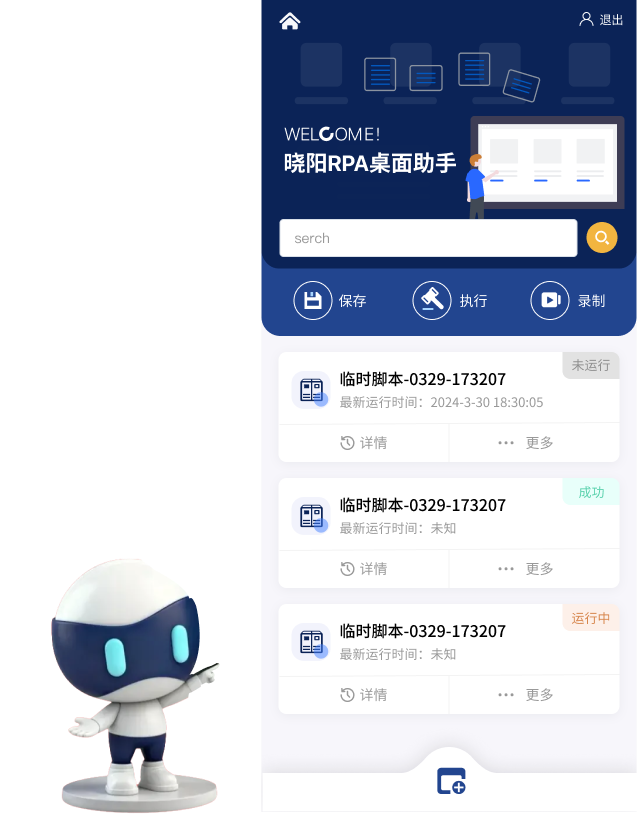 退出
WELCOME!
晓阳RPA桌面助手
serch
保存
执行
录制
未运行
临时脚本-0329-173207
最新运行时间：2024-3-30 18:30:05
详情
更多
成功
临时脚本-0329-173207
最新运行时间：未知
详情
更多
运行中
临时脚本-0329-173207
最新运行时间：未知
详情
更多